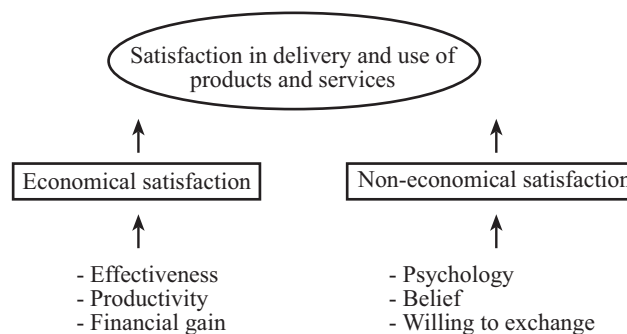 Satisfaction in delivery and use of
products and services
Economical satisfaction
Non-economical satisfaction
- Effectiveness
- Productivity
- Financial gain
- Psychology
- Belief
- Willing to exchange